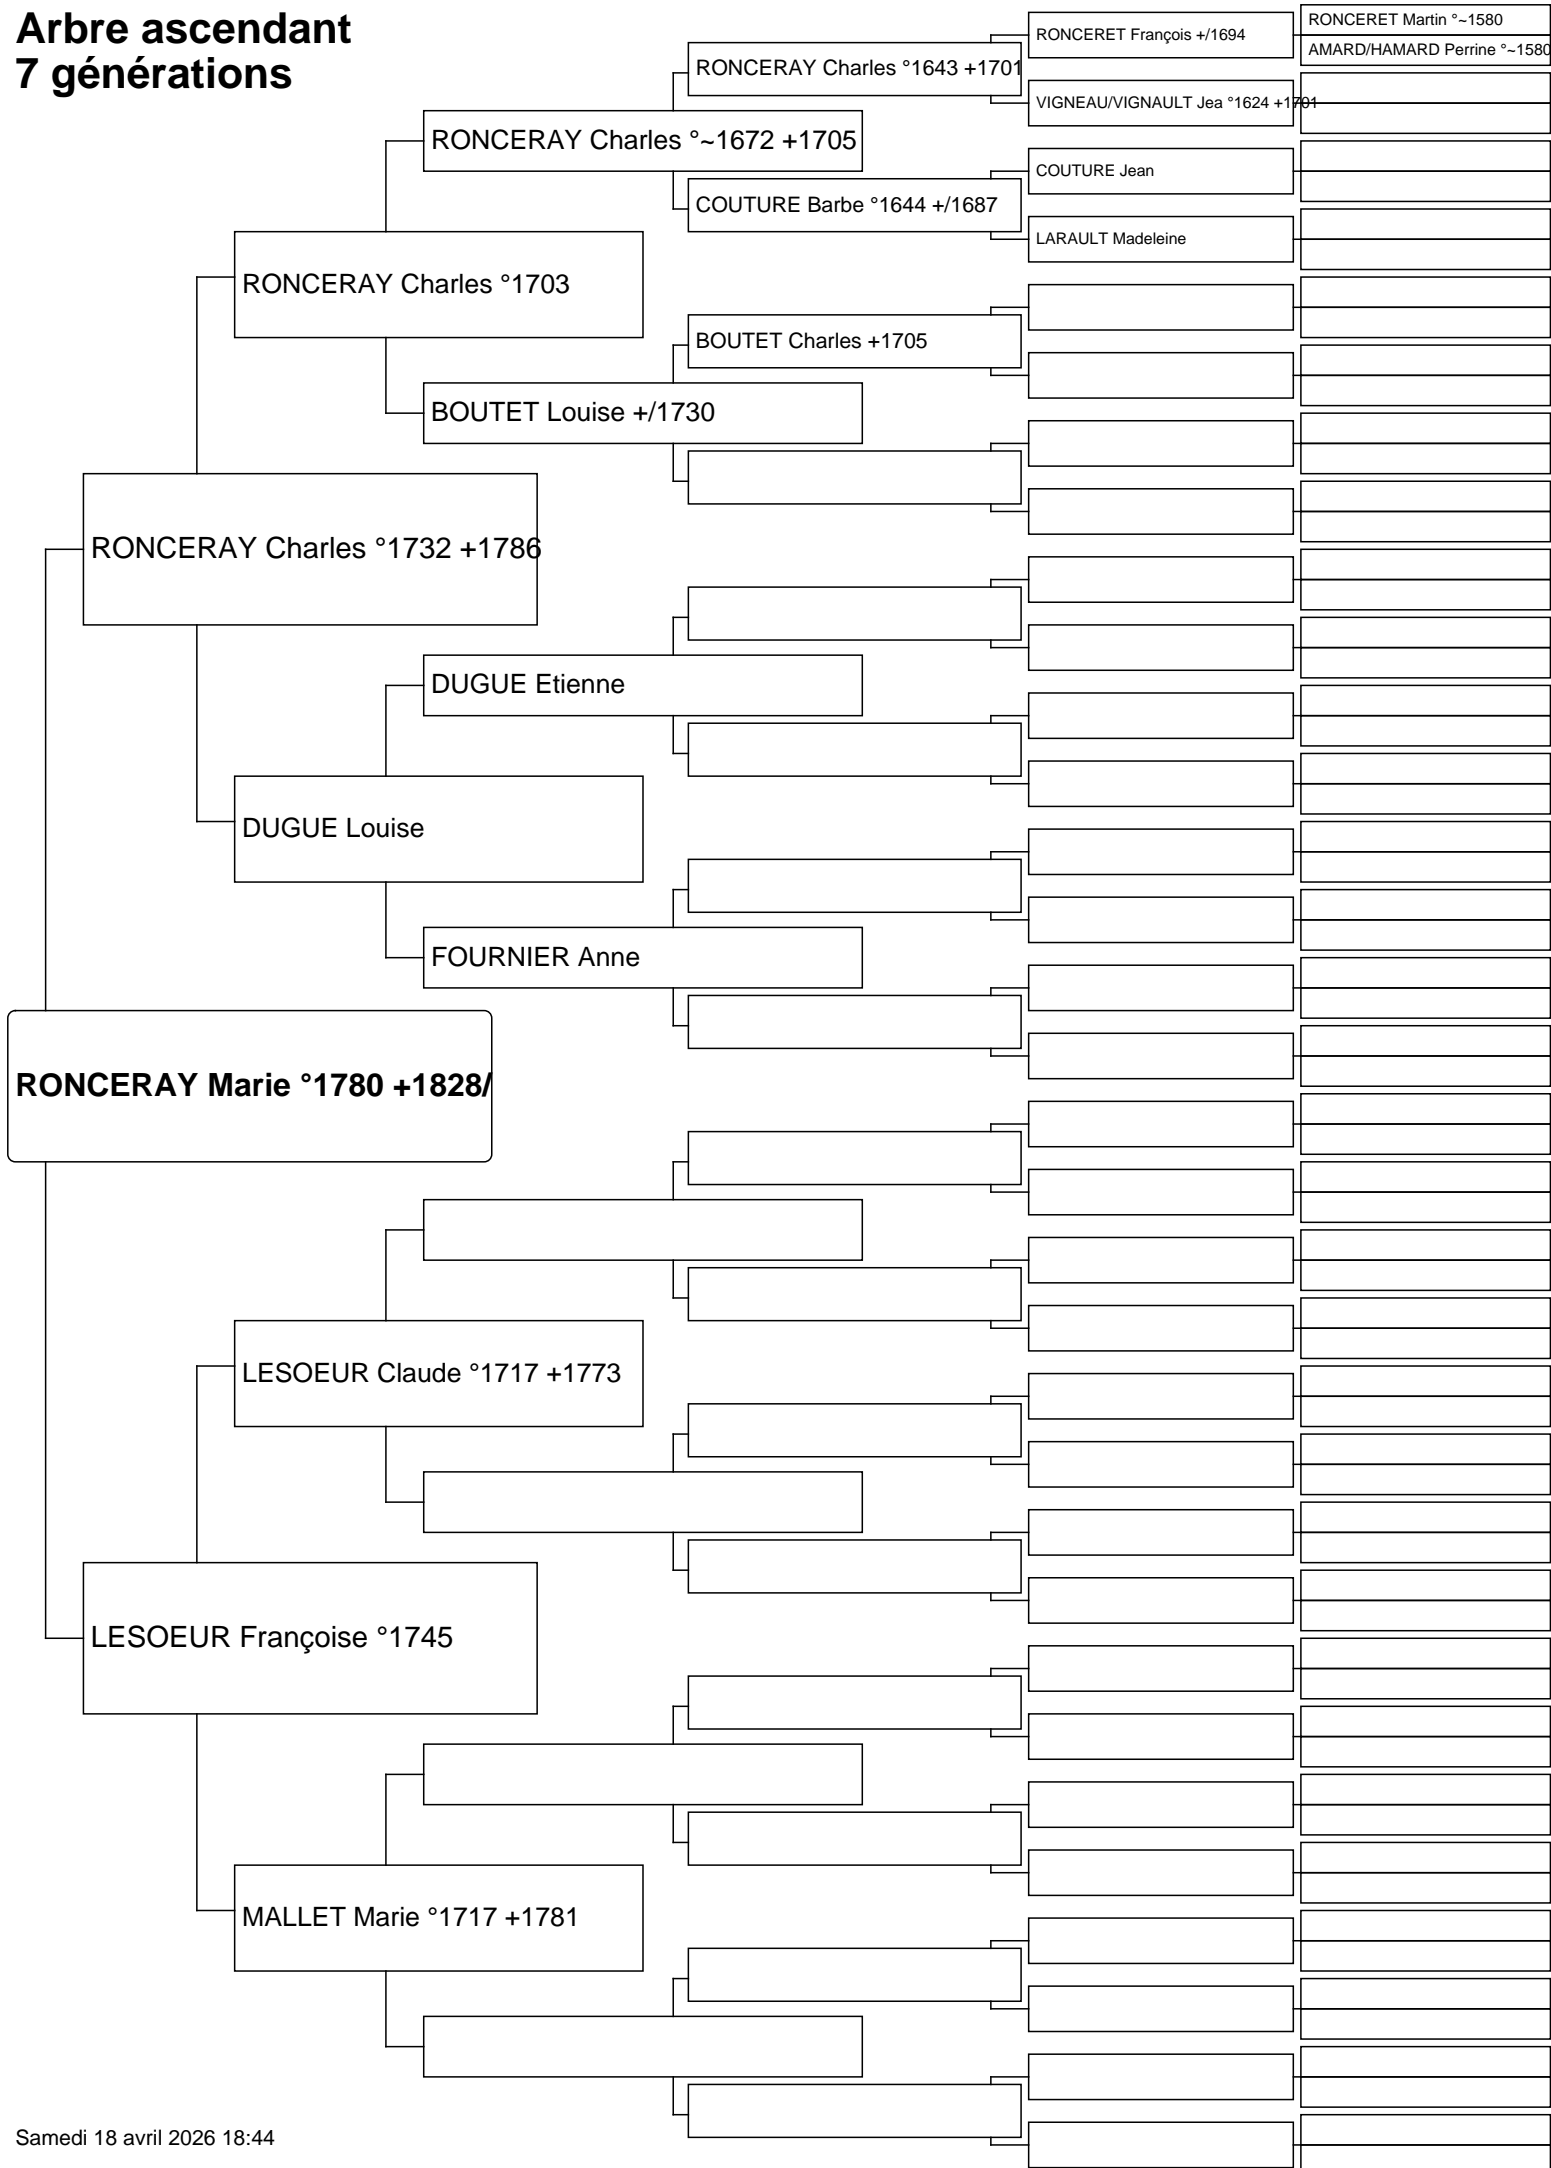 Arbre ascendant
7 générations
RONCERET François +/1694
RONCERET Martin °~1580
AMARD/HAMARD Perrine °~1580
RONCERAY Charles °1643 +1701
VIGNEAU/VIGNAULT Jea °1624 +1701
RONCERAY Charles °~1672 +1705
COUTURE Jean
COUTURE Barbe °1644 +/1687
LARAULT Madeleine
RONCERAY Charles °1703
BOUTET Charles +1705
BOUTET Louise +/1730
RONCERAY Charles °1732 +1786
DUGUE Etienne
DUGUE Louise
FOURNIER Anne
RONCERAY Marie °1780 +1828/
LESOEUR Claude °1717 +1773
LESOEUR Françoise °1745
MALLET Marie °1717 +1781
Samedi 18 avril 2026 18:44